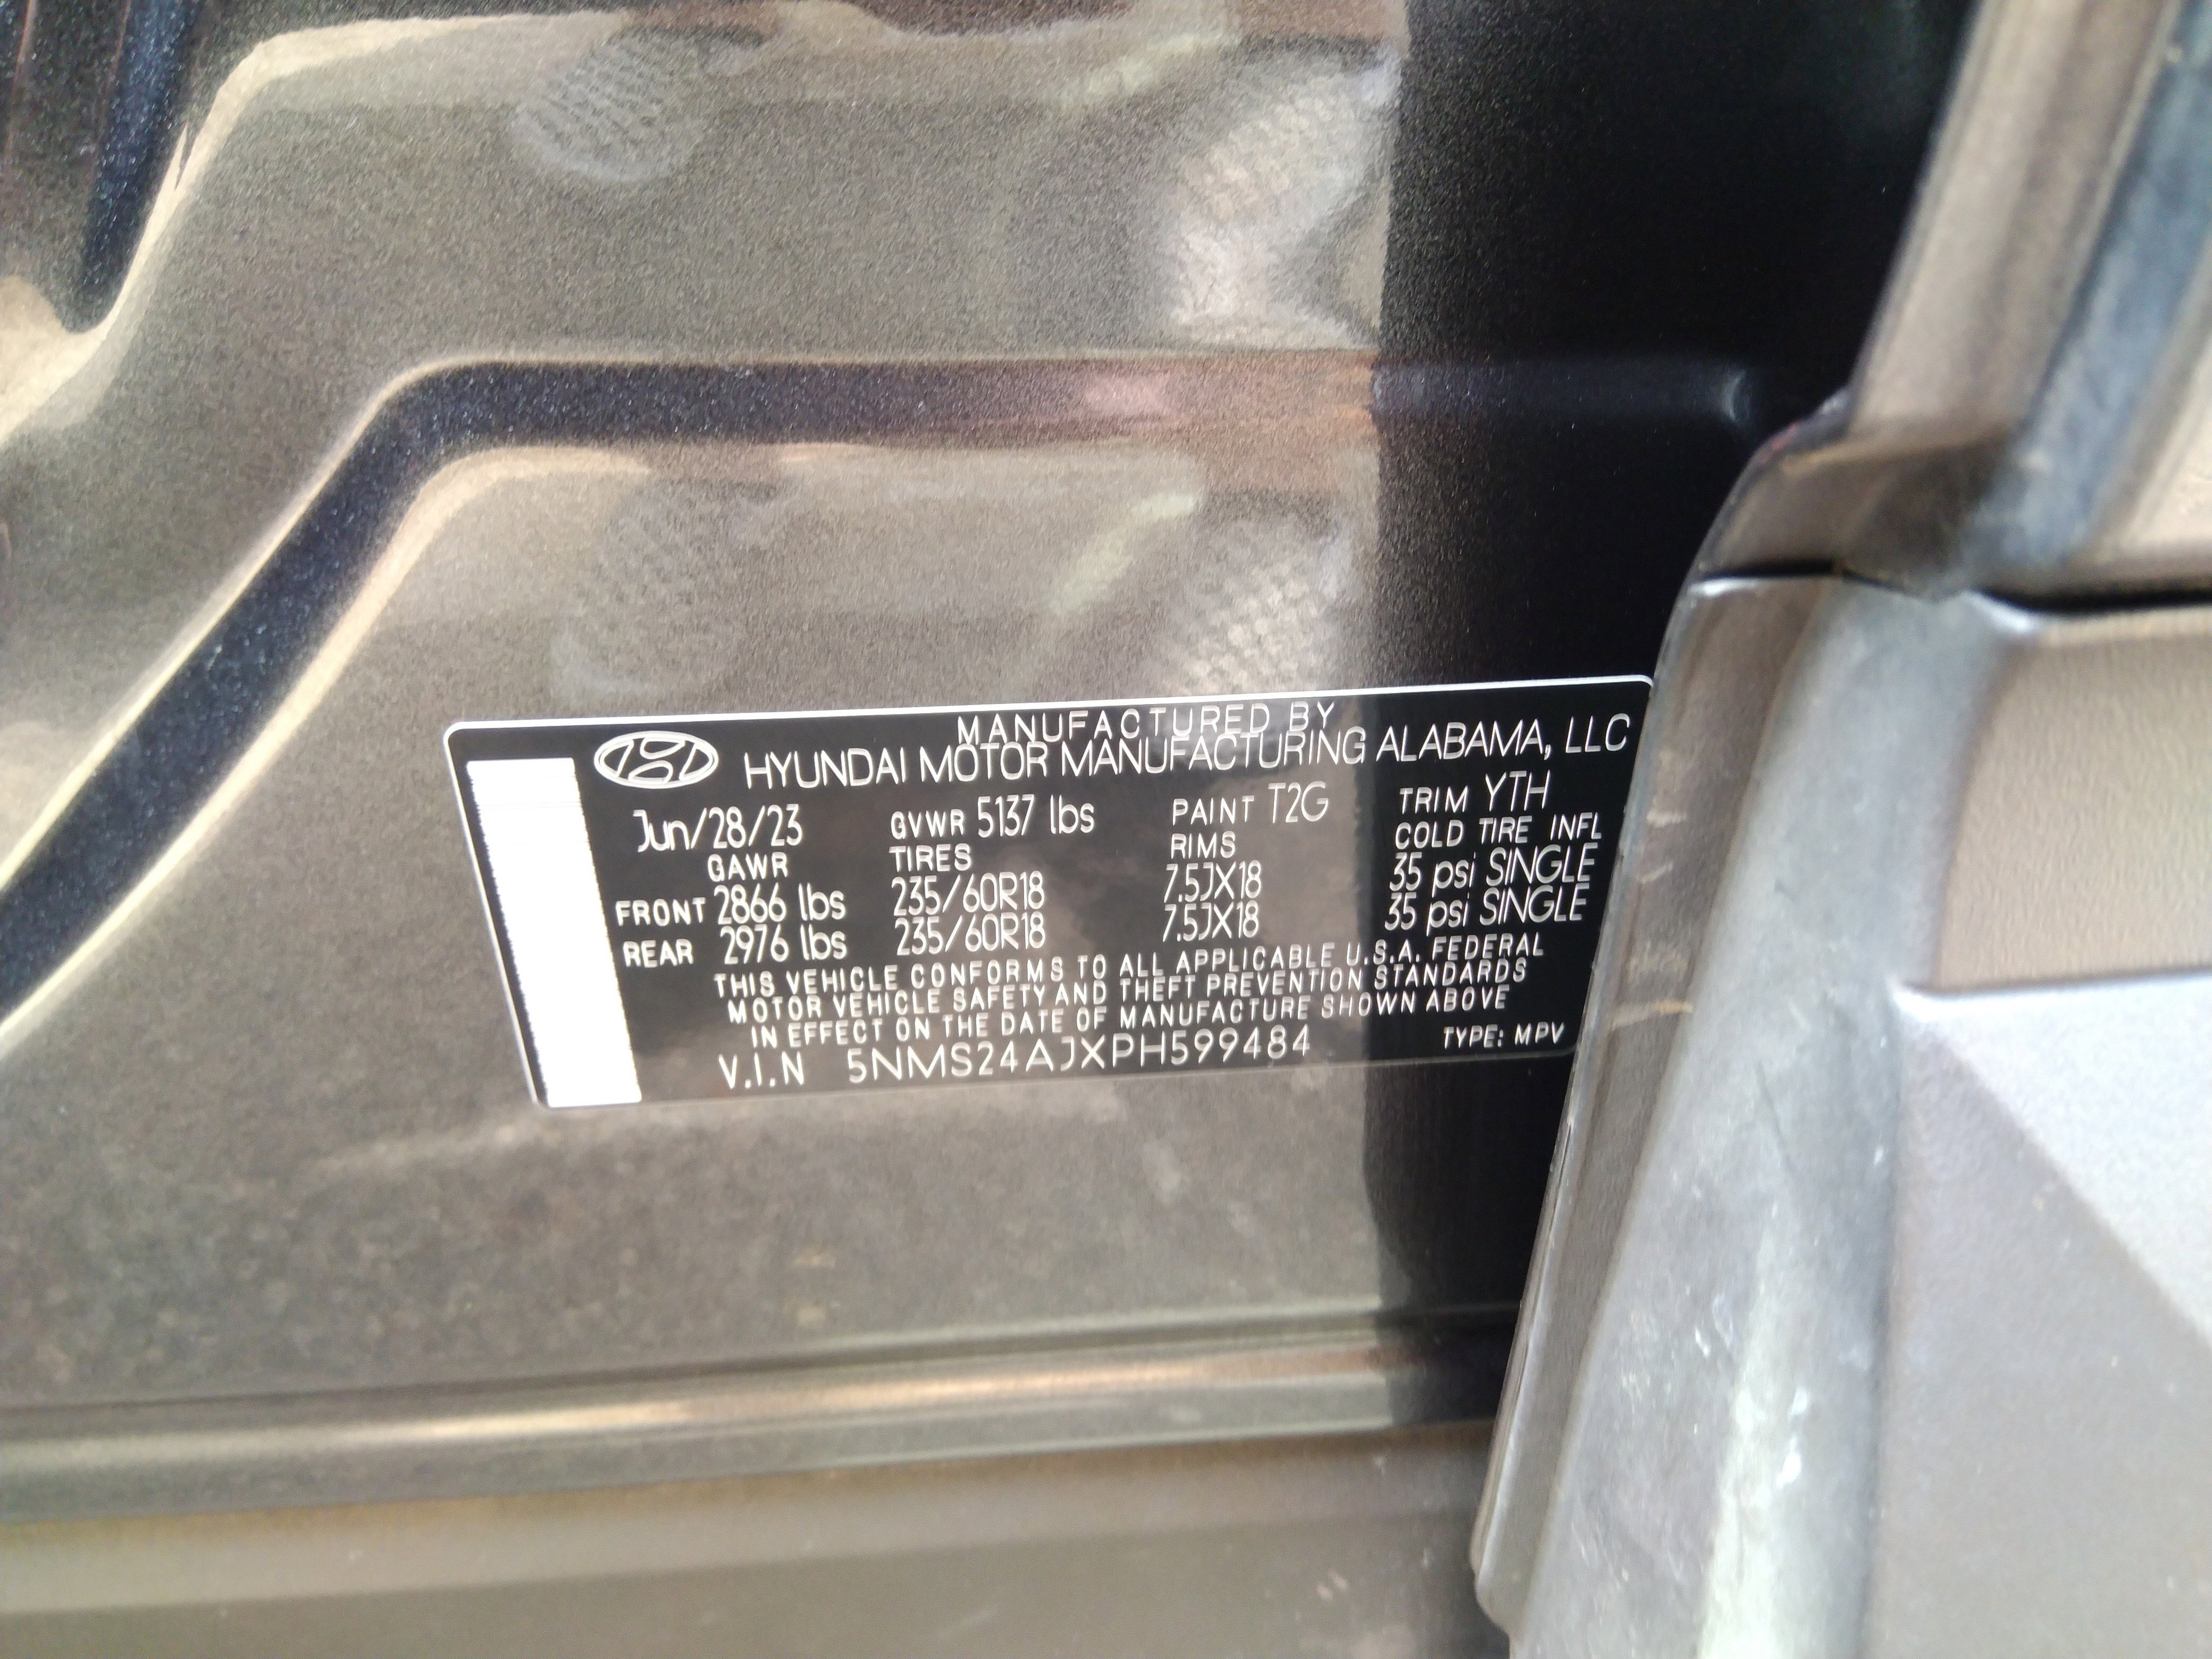 MANUFACTURED BY
HYUNDAI MOTOR MANUFACTURING ALABAMA, LLC
Jun/28/23 GVWR 5137 lbs PAINT T2G TRIM YTH
GAWR TIRES RIMS COLD TIRE INFL
FRONT 2866 lbs 235/60R18 7.5JX18 35 psi SINGLE
REAR 2976 lbs 235/60R18 7.5JX18 35 psi SINGLE
THIS VEHICLE CONFORMS TO ALL APPLICABLE U.S.A. FEDERAL
MOTOR VEHICLE SAFETY AND THEFT PREVENTION STANDARDS
IN EFFECT ON THE DATE OF MANUFACTURE SHOWN ABOVE
V.I.N 5NMS24AJXPH599484 TYPE: MPV